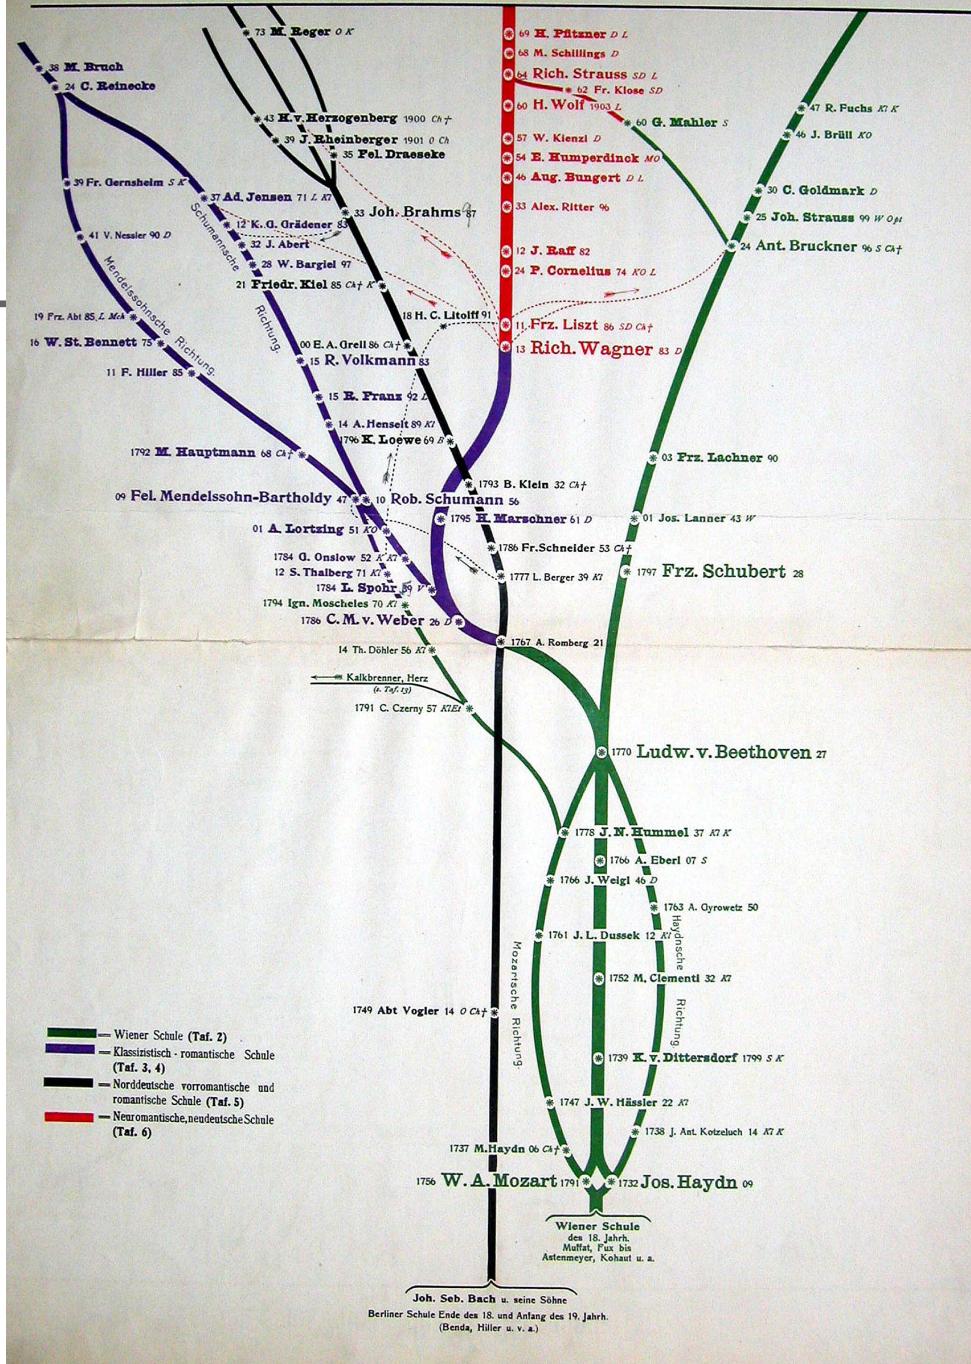 73 M. Reger O K
69 H. Pfitzner D L
68 M. Schillings D
38 M. Bruch
64 Rich. Strauss SD L
24 C. Reinecke
62 Fr. Klose SD
60 H. Wolf 1903 L
47 R. Fuchs Kl K
43 H. v. Herzogenberg 1900 Ch†
60 G. Mahler S
46 J. Brüll KO
39 J. Rheinberger 1901 O Ch
57 W. Kienzl D
35 Fel. Draeseke
54 E. Humperdinck MO
39 Fr. Gernsheim S K
46 Aug. Bungert D L
30 C. Goldmark D
37 Ad. Jensen 71 L Kl
33 Joh. Brahms 97
33 Alex. Ritter 96
25 Joh. Strauss 99 W Opt
12 K. G. Grädener 83
41 V. Nessler 90 D
32 J. Abert
12 J. Raff 82
24 Ant. Bruckner 96 S Ch†
28 W. Bargiel 97
24 P. Cornelius 74 KO L
21 Friedr. Kiel 85 Ch† K
Schumannsche Richtung.
Mendelssohnsche Richtung.
19 Frz. Abt 85 L Mch
18 H. C. Litolff 91
11 Frz. Liszt 86 SD Ch†
16 W. St. Bennett 75
00 E. A. Grell 86 Ch†
13 Rich. Wagner 83 D
15 R. Volkmann 83
11 F. Hiller 85
15 R. Franz 92 L
14 A. Henselt 89 Kl
1796 K. Loewe 69 B
1792 M. Hauptmann 68 Ch†
03 Frz. Lachner 90
1793 B. Klein 32 Ch†
09 Fel. Mendelssohn-Bartholdy 47
10 Rob. Schumann 56
1795 H. Marschner 61 D
01 Jos. Lanner 43 W
01 A. Lortzing 51 KO
1786 Fr. Schneider 53 Ch†
1784 G. Onslow 52 K Kl
12 S. Thalberg 71 Kl
1777 L. Berger 39 Kl
1797 Frz. Schubert 28
1784 L. Spohr 59 V
1794 Ign. Moscheles 70 Kl
1786 C. M. v. Weber 26 D
1767 A. Romberg 21
14 Th. Döhler 56 Kl
Kalkbrenner, Herz
(s. Taf. 13)
1791 C. Czerny 57 Kl Et
1770 Ludw. v. Beethoven 27
1778 J. N. Hummel 37 Kl K
1766 A. Eberl 07 S
1766 J. Weigl 46 D
1763 A. Gyrowetz 50
1761 J. L. Dussek 12 Kl
Haydnsche Richtung.
Mozartsche Richtung.
1752 M. Clementi 32 Kl
1749 Abt Vogler 14 O Ch†
1739 K. v. Dittersdorf 1799 S K
1747 J. W. Hässler 22 Kl
1738 J. Ant. Kotzeluch 14 Kl K
1737 M. Haydn 06 Ch†
1756 W. A. Mozart 1791
1732 Jos. Haydn 09
Wiener Schule
des 18. Jahrh.
Muffat, Fux bis
Astenmeyer, Kohaut u. a.
Joh. Seb. Bach u. seine Söhne
Berliner Schule Ende des 18. und Anfang des 19. Jahrh.
(Benda, Hiller u. v. a.)
= Wiener Schule (Taf. 2)
= Klassizistisch-romantische Schule
(Taf. 3, 4)
= Norddeutsche vorromantische und
romantische Schule (Taf. 5)
= Neuromantische, neudeutsche Schule
(Taf. 6)